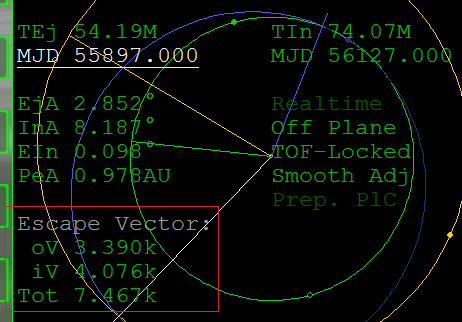 TEj 54.19M
TIn 74.07M
MJD 55897.000
MJD 56127.000
EjA 2.852°
InA 8.187°
EIn 0.098°
PeA 0.978AU
Realtime
Off Plane
TOF-Locked
Smooth Adj
Prep. PlC
Escape Vector:
oV 3.390k
iV 4.076k
Tot 7.467k